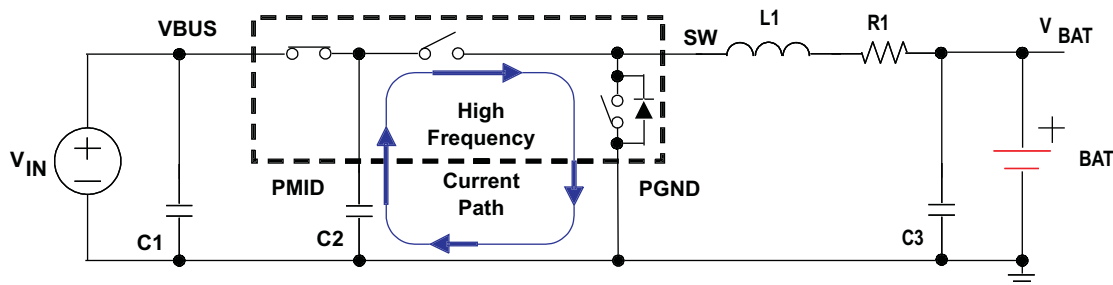 VBUS
SW
L1
R1
V BAT
High
Frequency
Current
Path
V IN
+
−
PMID
PGND
+
BAT
C1
C2
C3